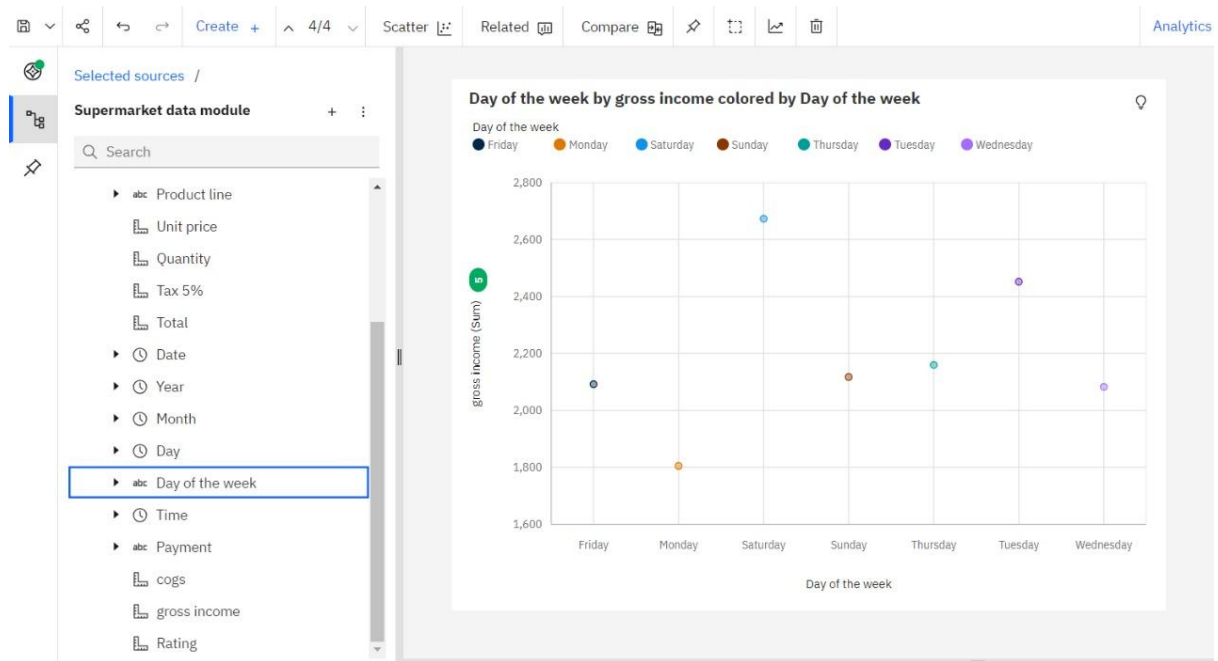 Create + 4/4 Scatter Related Compare Analytics
Selected sources /
Supermarket data module + 
Search
abc Product line
Unit price
Quantity
Tax 5%
Total
Date
Year
Month
Day
abc Day of the week
Time
abc Payment
cogs
gross income
Rating
Day of the week by gross income colored by Day of the week
Day of the week
Friday Monday Saturday Sunday Thursday Tuesday Wednesday
gross income (Sum) 5
2,800
2,600
2,400
2,200
2,000
1,800
1,600
Friday Monday Saturday Sunday Thursday Tuesday Wednesday
Day of the week